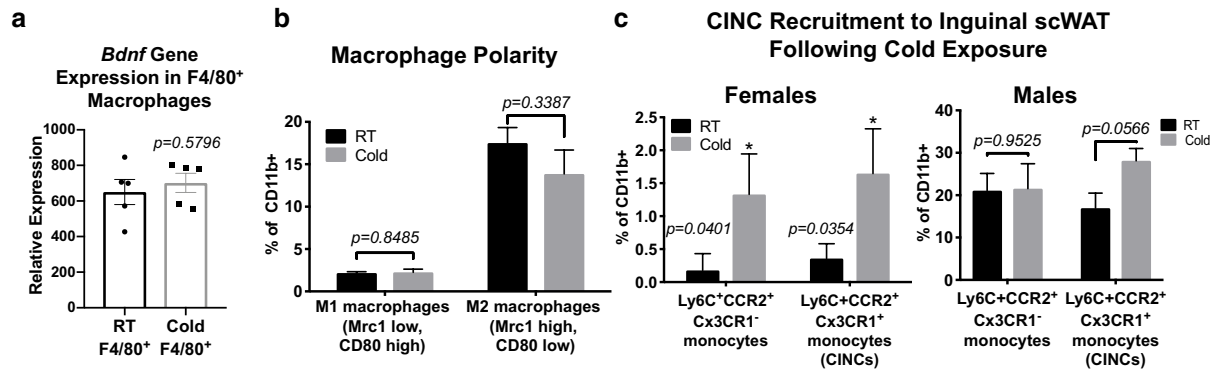 a
Bdnf Gene
Expression in F4/80⁺
Macrophages
p=0.5796
Relative Expression
1000
800
600
400
200
0
RT
F4/80⁺
Cold
F4/80⁺
b
Macrophage Polarity
p=0.3387
RT
Cold
p=0.8485
% of CD11b+
20
15
10
5
0
M1 macrophages
(Mrc1 low,
CD80 high)
M2 macrophages
(Mrc1 high,
CD80 low)
c
CINC Recruitment to Inguinal scWAT
Following Cold Exposure
Females
RT
Cold
*
*
p=0.0401
p=0.0354
% of CD11b+
2.5
2.0
1.5
1.0
0.5
0.0
Ly6C⁺CCR2⁺
Cx3CR1⁻
monocytes
Ly6C+CCR2⁺
Cx3CR1⁺
monocytes
(CINCs)
Males
RT
Cold
p=0.9525
p=0.0566
% of CD11b+
40
30
20
10
0
Ly6C+CCR2⁺
Cx3CR1⁻
monocytes
Ly6C+CCR2⁺
Cx3CR1⁺
monocytes
(CINCs)